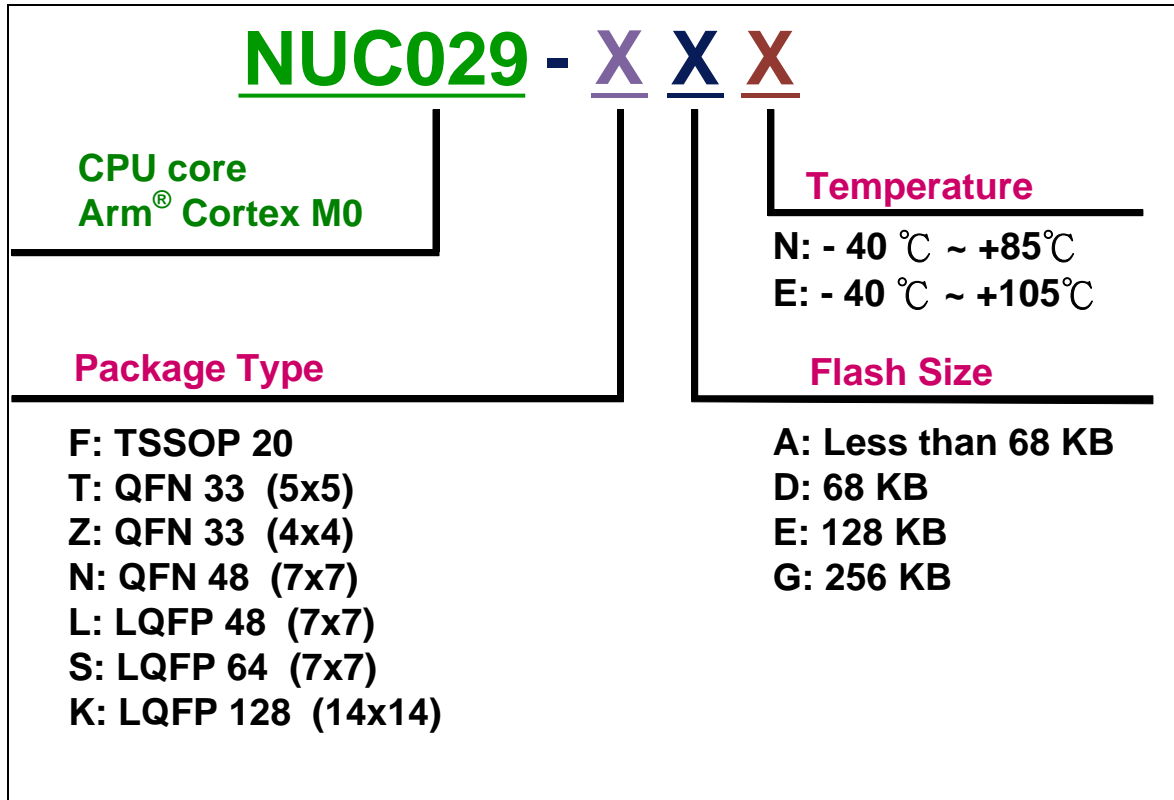 NUC029 - X X X
CPU core
Arm® Cortex M0
Temperature
N: - 40 ℃ ~ +85℃
E: - 40 ℃ ~ +105℃
Package Type
F: TSSOP 20
T: QFN 33 (5x5)
Z: QFN 33 (4x4)
N: QFN 48 (7x7)
L: LQFP 48 (7x7)
S: LQFP 64 (7x7)
K: LQFP 128 (14x14)
Flash Size
A: Less than 68 KB
D: 68 KB
E: 128 KB
G: 256 KB